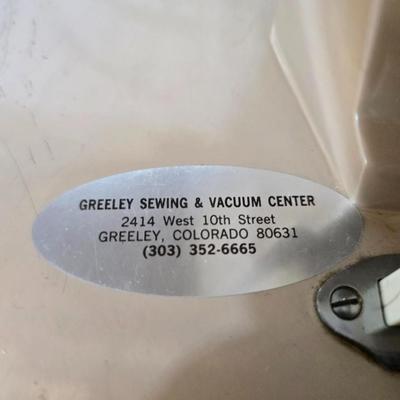 GREELEY SEWING & VACUUM CENTER
2414 West 10th Street
GREELEY, COLORADO 80631
(303) 352-6665